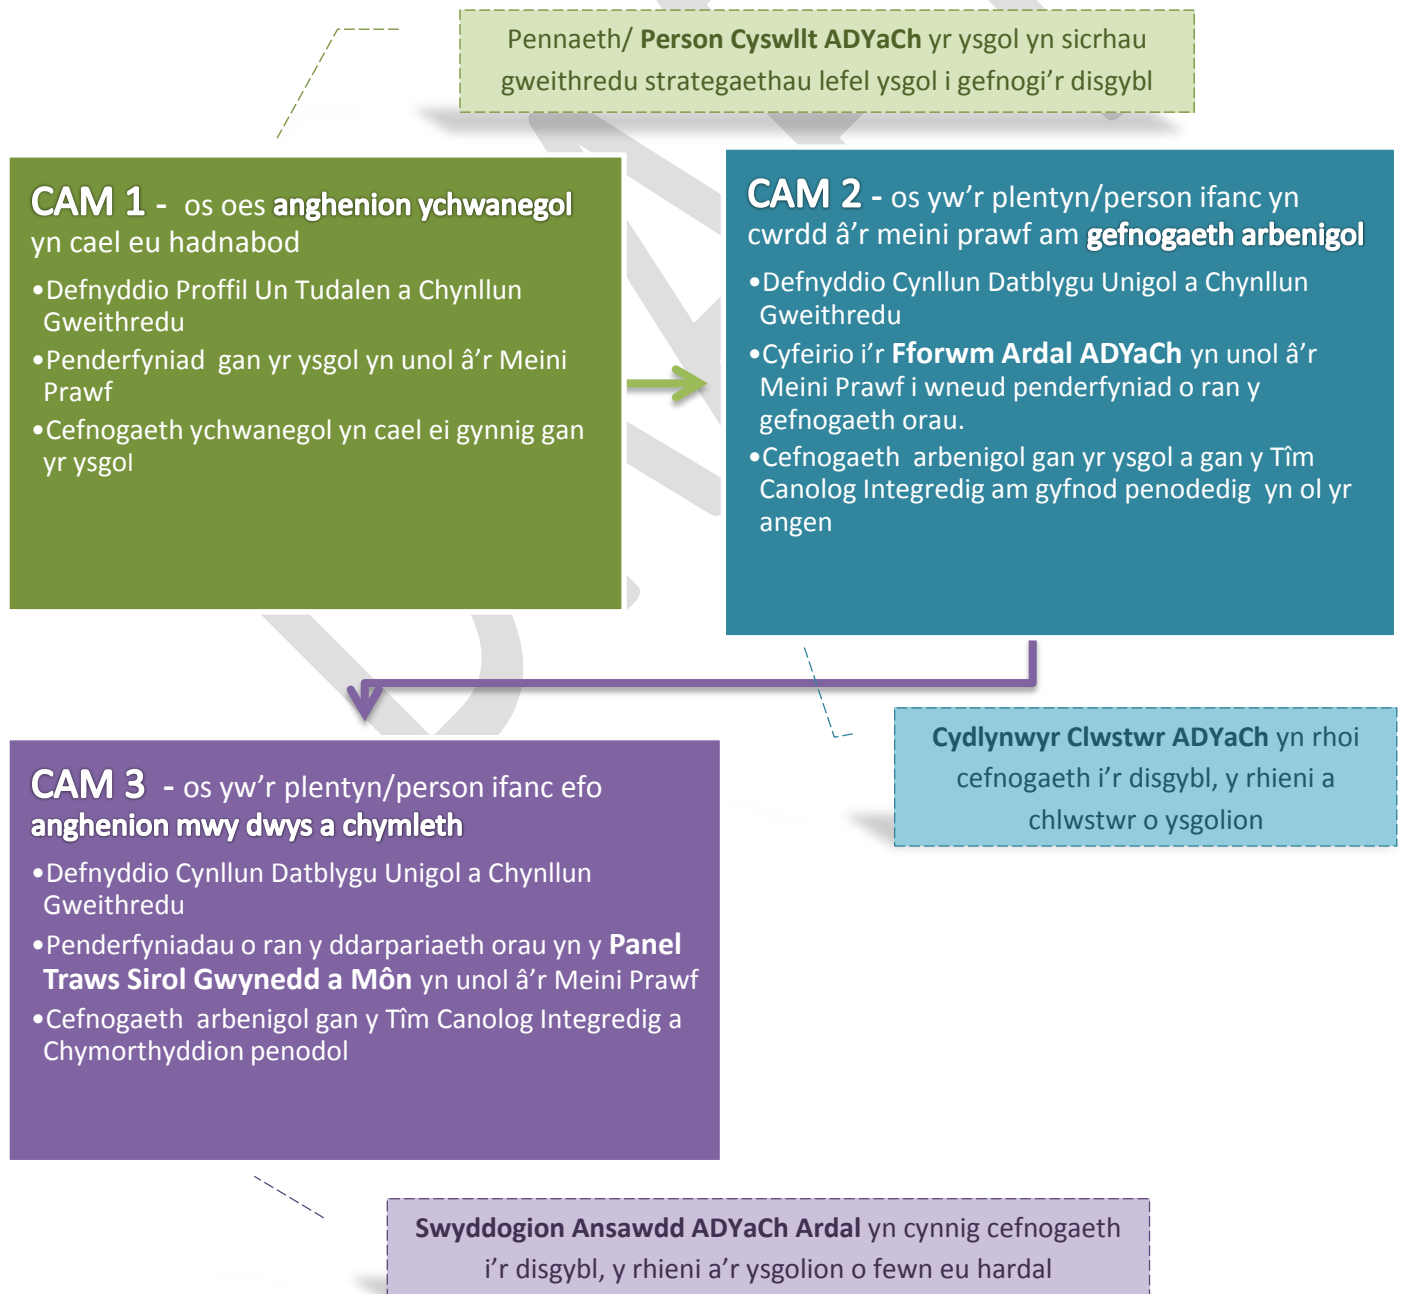 Pennaeth/ Person Cyswllt ADYaCh yr ysgol yn sicrhau
gweithredu strategaethau lefel ysgol i gefnogi'r disgybl
CAM 1 - os oes anghenion ychwanegol
yn cael eu hadnabod
•Defnyddio Proffil Un Tudalen a Chynllun
Gweithredu
•Penderfyniad gan yr ysgol yn unol â'r Meini
Prawf
•Cefnogaeth ychwanegol yn cael ei gynnig gan
yr ysgol
CAM 2 - os yw'r plentyn/person ifanc yn
cwrdd â'r meini prawf am gefnogaeth arbenigol
•Defnyddio Cynllun Datblygu Unigol a Chynllun
Gweithredu
•Cyfeirio i'r Fforwm Ardal ADYaCh yn unol â'r
Meini Prawf i wneud penderfyniad o ran y
gefnogaeth orau.
•Cefnogaeth arbenigol gan yr ysgol a gan y Tîm
Canolog Integredig am gyfnod penodedig yn ol yr
angen
Cydlynwyr Clwstwr ADYaCh yn rhoi
cefnogaeth i'r disgybl, y rhieni a
chlwstwr o ysgolion
CAM 3 - os yw'r plentyn/person ifanc efo
anghenion mwy dwys a chymleth
•Defnyddio Cynllun Datblygu Unigol a Chynllun
Gweithredu
•Penderfyniadau o ran y ddarpariaeth orau yn y Panel
Traws Sirol Gwynedd a Môn yn unol â'r Meini Prawf
•Cefnogaeth arbenigol gan y Tîm Canolog Integredig a
Chymorthyddion penodol
Swyddogion Ansawdd ADYaCh Ardal yn cynnig cefnogaeth
i'r disgybl, y rhieni a'r ysgolion o fewn eu hardal